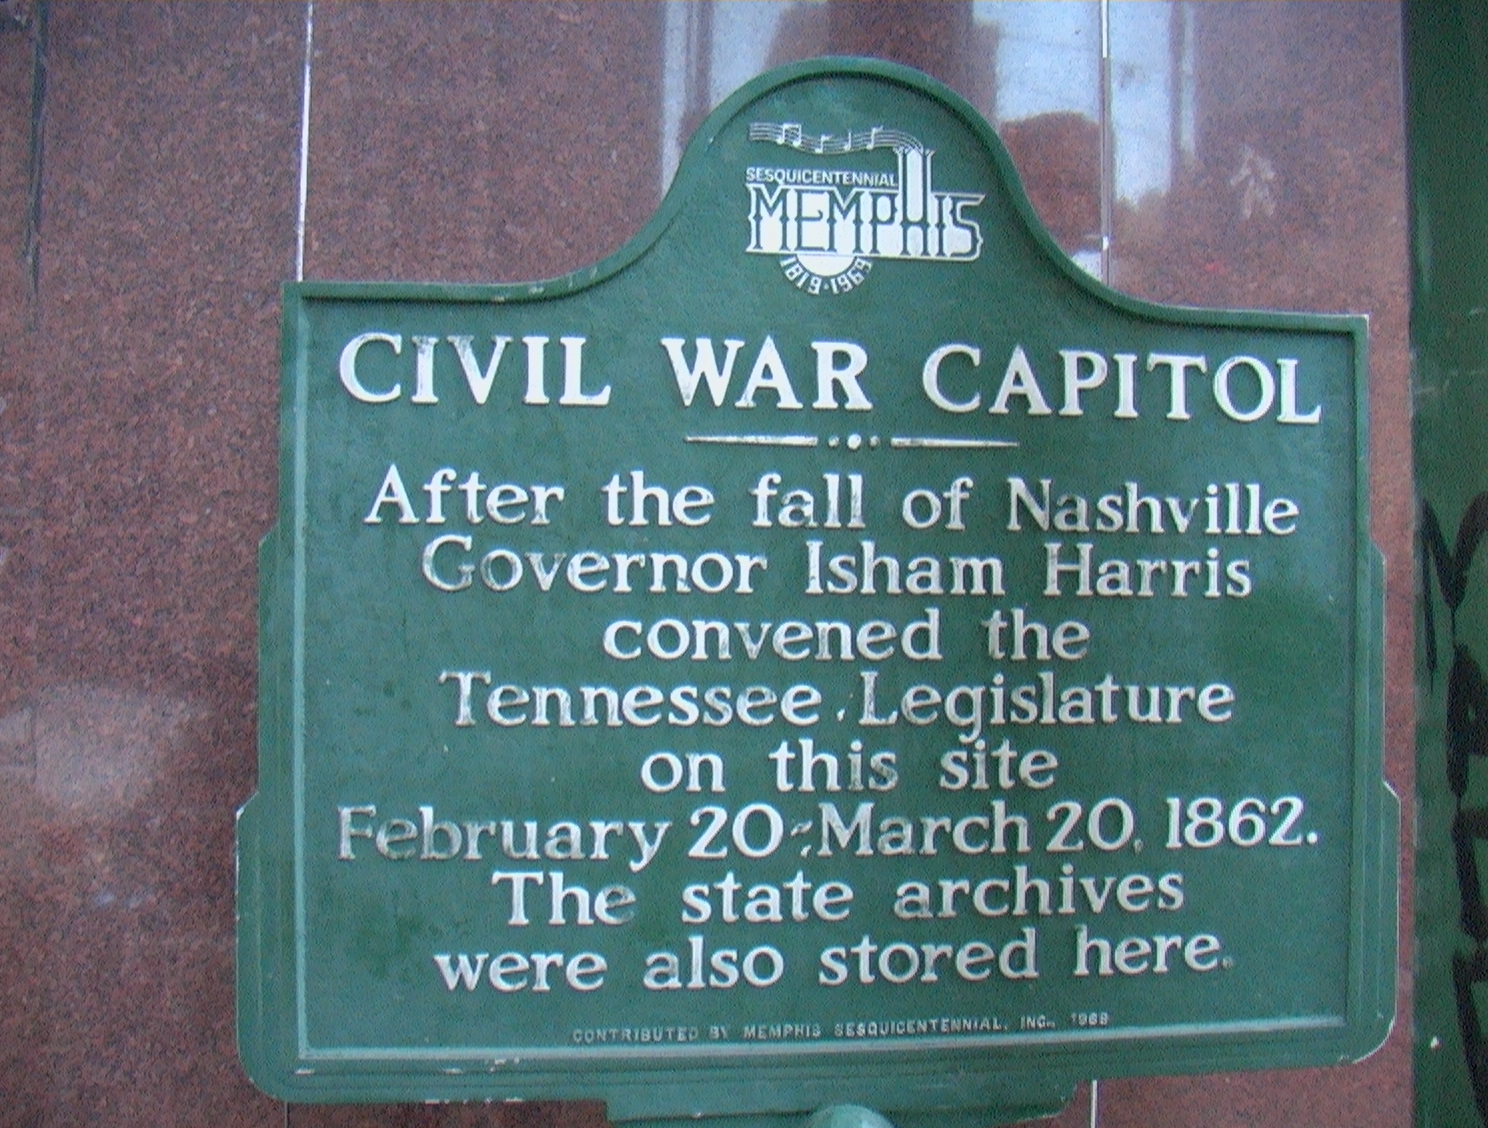 SESQUICENTENNIAL
MEMPHIS
1819·1969
CIVIL WAR CAPITOL
After the fall of Nashville
Governor Isham Harris
convened the
Tennessee Legislature
on this site
February 20-March 20, 1862.
The state archives
were also stored here.
CONTRIBUTED BY MEMPHIS SESQUICENTENNIAL, INC., 1969